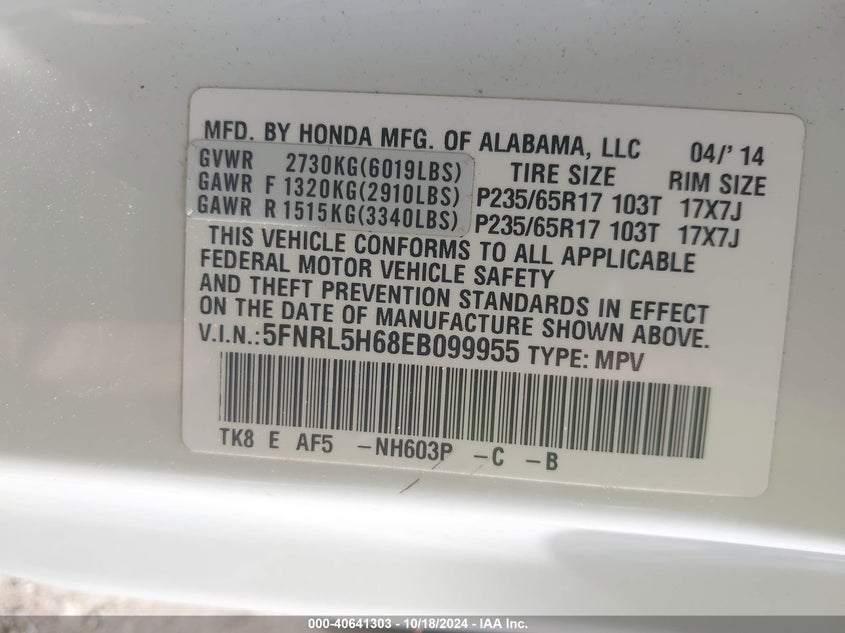 MFD. BY HONDA MFG. OF ALABAMA, LLC 04/' 14
GVWR 2730KG(6019LBS) TIRE SIZE RIM SIZE
GAWR F 1320KG(2910LBS) P235/65R17 103T 17X7J
GAWR R 1515KG(3340LBS) P235/65R17 103T 17X7J
THIS VEHICLE CONFORMS TO ALL APPLICABLE
FEDERAL MOTOR VEHICLE SAFETY
AND THEFT PREVENTION STANDARDS IN EFFECT
ON THE DATE OF MANUFACTURE SHOWN ABOVE.
V.I.N.:5FNRL5H68EB099955 TYPE: MPV
TK8 E AF5 -NH603P -C -B
000-40641303 - 10/18/2024 - IAA Inc.